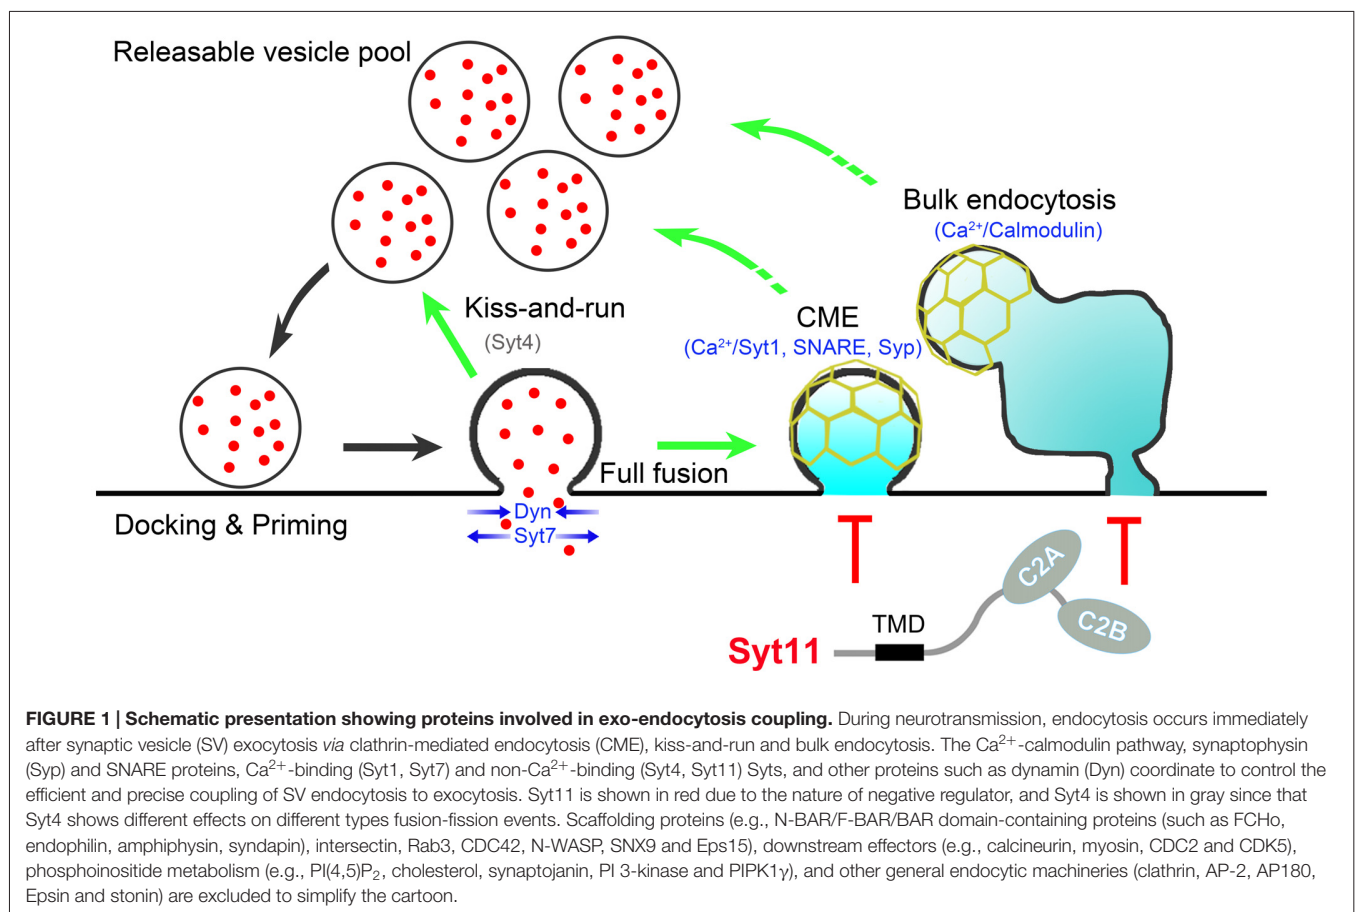 Releasable vesicle pool
Bulk endocytosis
(Ca²⁺/Calmodulin)
Kiss-and-run
(Syt4)
CME
(Ca²⁺/Syt1, SNARE, Syp)
Full fusion
Dyn
Syt7
Docking & Priming
C2A
C2B
TMD
Syt11
FIGURE 1 | Schematic presentation showing proteins involved in exo-endocytosis coupling. During neurotransmission, endocytosis occurs immediately
after synaptic vesicle (SV) exocytosis via clathrin-mediated endocytosis (CME), kiss-and-run and bulk endocytosis. The Ca²⁺-calmodulin pathway, synaptophysin
(Syp) and SNARE proteins, Ca²⁺-binding (Syt1, Syt7) and non-Ca²⁺-binding (Syt4, Syt11) Syts, and other proteins such as dynamin (Dyn) coordinate to control the
efficient and precise coupling of SV endocytosis to exocytosis. Syt11 is shown in red due to the nature of negative regulator, and Syt4 is shown in gray since that
Syt4 shows different effects on different types fusion-fission events. Scaffolding proteins (e.g., N-BAR/F-BAR/BAR domain-containing proteins (such as FCHo,
endophilin, amphiphysin, syndapin), intersectin, Rab3, CDC42, N-WASP, SNX9 and Eps15), downstream effectors (e.g., calcineurin, myosin, CDC2 and CDK5),
phosphoinositide metabolism (e.g., PI(4,5)P₂, cholesterol, synaptojanin, PI 3-kinase and PIPK1γ), and other general endocytic machineries (clathrin, AP-2, AP180,
Epsin and stonin) are excluded to simplify the cartoon.